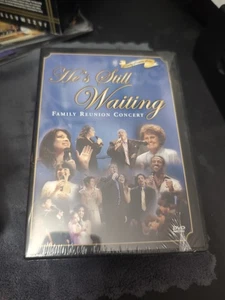 He's Still
Waiting
FAMILY REUNION CONCERT
DVD